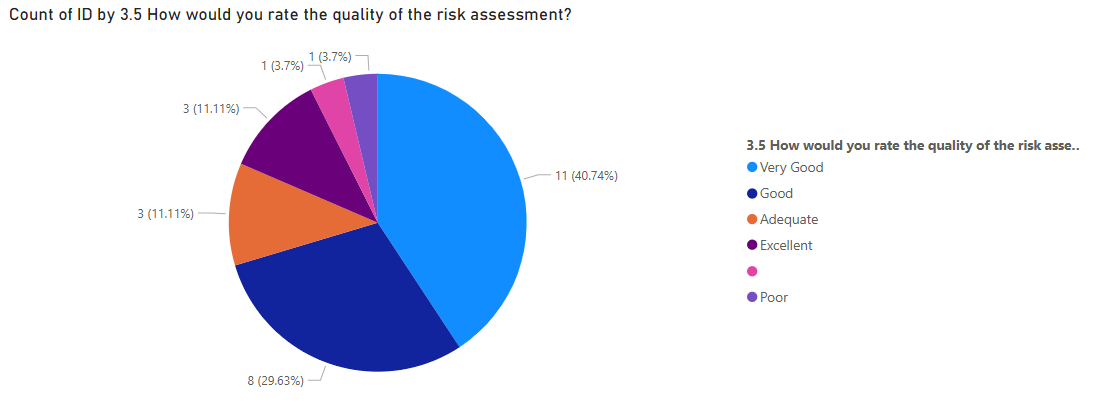 Count of ID by 3.5 How would you rate the quality of the risk assessment?
1 (3.7%)
1 (3.7%)
3 (11.11%)
3 (11.11%)
8 (29.63%)
11 (40.74%)
3.5 How would you rate the quality of the risk asse..
Very Good
Good
Adequate
Excellent
Poor